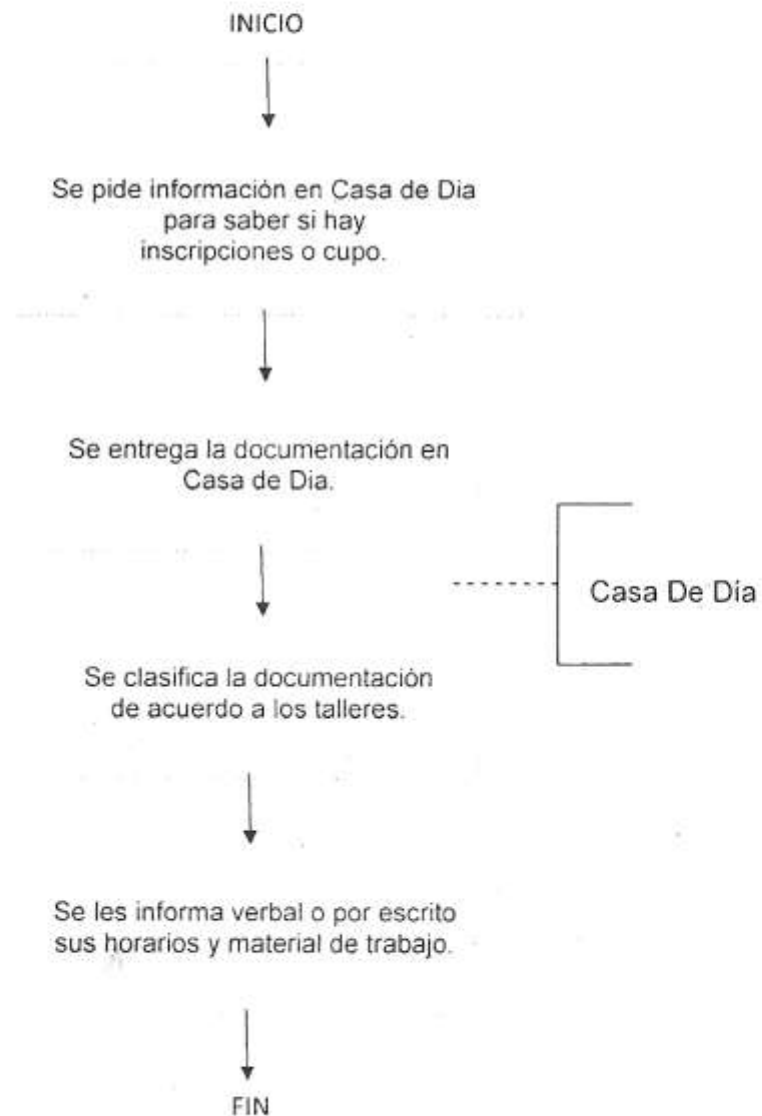 INICIO
Se pide información en Casa de Dia
para saber si hay
inscripciones o cupo.
Se entrega la documentación en
Casa de Dia.
Casa De Día
Se clasifica la documentación
de acuerdo a los talleres.
Se les informa verbal o por escrito
sus horarios y material de trabajo.
FIN